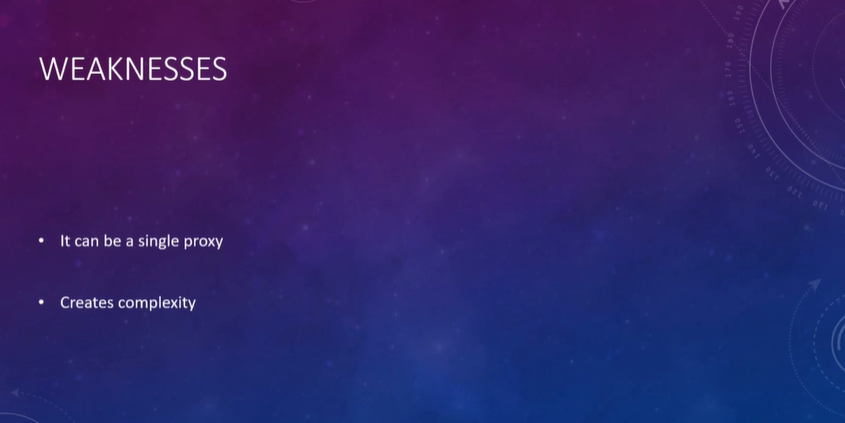 WEAKNESSES
• It can be a single proxy
• Creates complexity